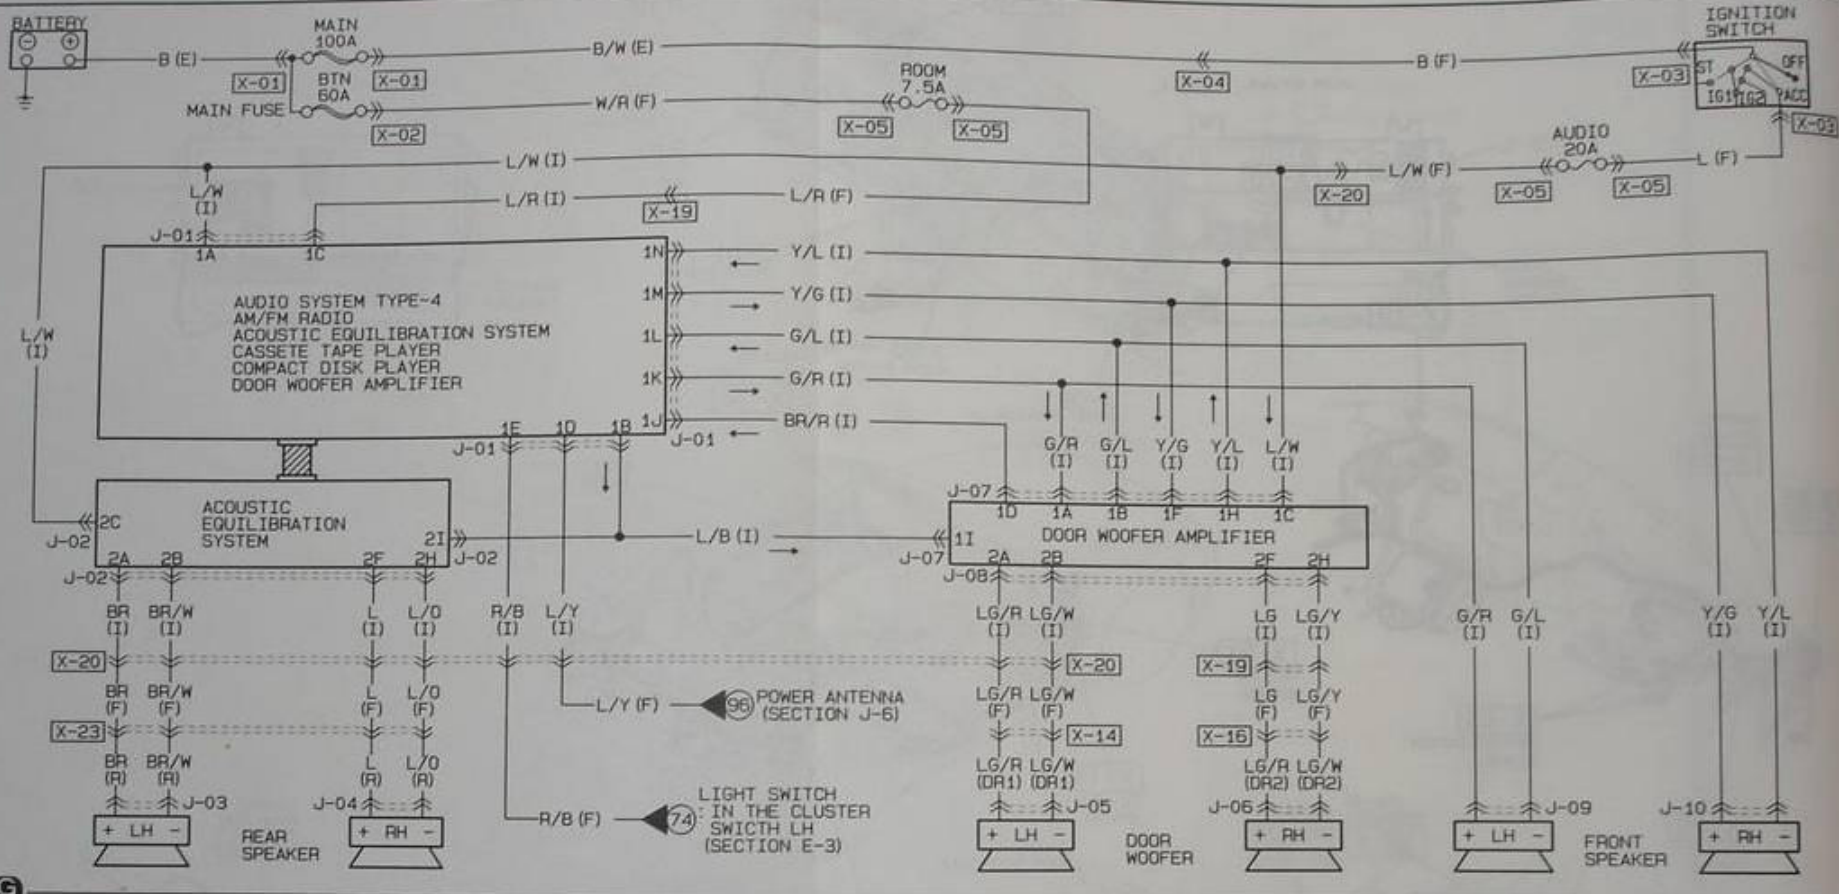 BATTERY
MAIN
100A
B (E)
X-01
X-01
BTN
60A
MAIN FUSE
X-02
B/W (E)
W/R (F)
ROOM
7.5A
X-05
X-05
X-04
B (F)
IGNITION
SWITCH
X-03
ST
OFF
IG1
IG2
ACC
X-03
AUDIO
20A
L (F)
X-05
X-05
L/W (F)
X-20
L/W (I)
L/W
(I)
L/R (I)
X-19
L/R (F)
J-01
1A
1C
L/W
(I)
AUDIO SYSTEM TYPE-4
AM/FM RADIO
ACOUSTIC EQUILIBRATION SYSTEM
CASSETE TAPE PLAYER
COMPACT DISK PLAYER
DOOR WOOFER AMPLIFIER
1N
Y/L (I)
1M
Y/G (I)
1L
G/L (I)
1K
G/R (I)
1J
BR/R (I)
J-01
J-01
1E
1D
1B
G/R
(I)
G/L
(I)
Y/G
(I)
Y/L
(I)
L/W
(I)
J-07
1D
1A
1B
1F
1H
1C
DOOR WOOFER AMPLIFIER
1I
J-07
2A
2B
2F
2H
J-08
ACOUSTIC
EQUILIBRATION
SYSTEM
2C
J-02
2I
J-02
L/B (I)
2A
2B
2F
2H
J-02
BR
(I)
BR/W
(I)
L
(I)
L/O
(I)
R/B
(I)
L/Y
(I)
LG/R
(I)
LG/W
(I)
LG
(I)
LG/Y
(I)
G/R
(I)
G/L
(I)
Y/G
(I)
Y/L
(I)
X-20
X-20
X-19
BR
(F)
BR/W
(F)
L
(F)
L/O
(F)
L/Y (F)
96
POWER ANTENNA
(SECTION J-6)
LG/R
(F)
LG/W
(F)
LG
(F)
LG/Y
(F)
X-23
X-14
X-16
BR
(R)
BR/W
(R)
L
(R)
L/O
(R)
LG/R
(DR1)
LG/W
(DR1)
LG/R
(DR2)
LG/W
(DR2)
R/B (F)
74
LIGHT SWITCH
: IN THE CLUSTER
SWICTH LH
(SECTION E-3)
J-03
J-04
J-05
J-06
J-09
J-10
+ LH −
REAR
SPEAKER
+ RH −
+ LH −
DOOR
WOOFER
+ RH −
+ LH −
FRONT
SPEAKER
+ RH −
G